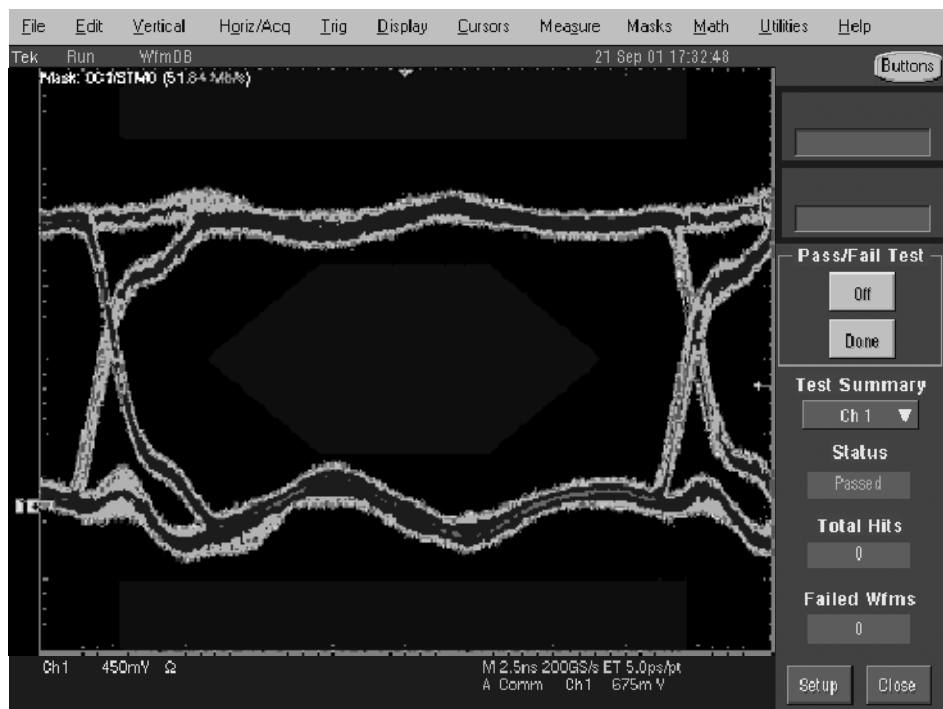 File Edit Vertical Horiz/Acq Trig Display Cursors Measure Masks Math Utilities Help
Tek Run WfmDB 21 Sep 01 17:32:48
Buttons
Mask: OC1/STM0 (51.84 Mb/s)
Pass/Fail Test
Off
Done
Test Summary
Ch 1
Status
Passed
1
Total Hits
0
Failed Wfms
0
Ch1 450mV Ω M 2.5ns 200GS/s ET 5.0ps/pt
A Comm Ch1 675mV
Setup Close